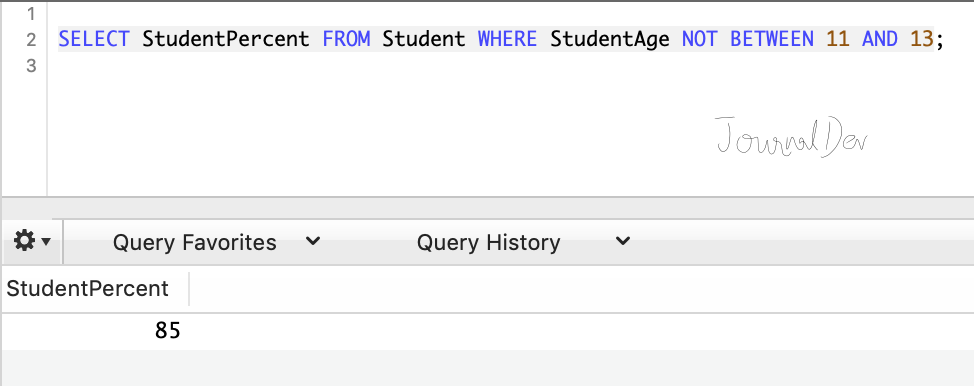 1
2 SELECT StudentPercent FROM Student WHERE StudentAge NOT BETWEEN 11 AND 13;
3
JournalDev
Query Favorites Query History
StudentPercent
85